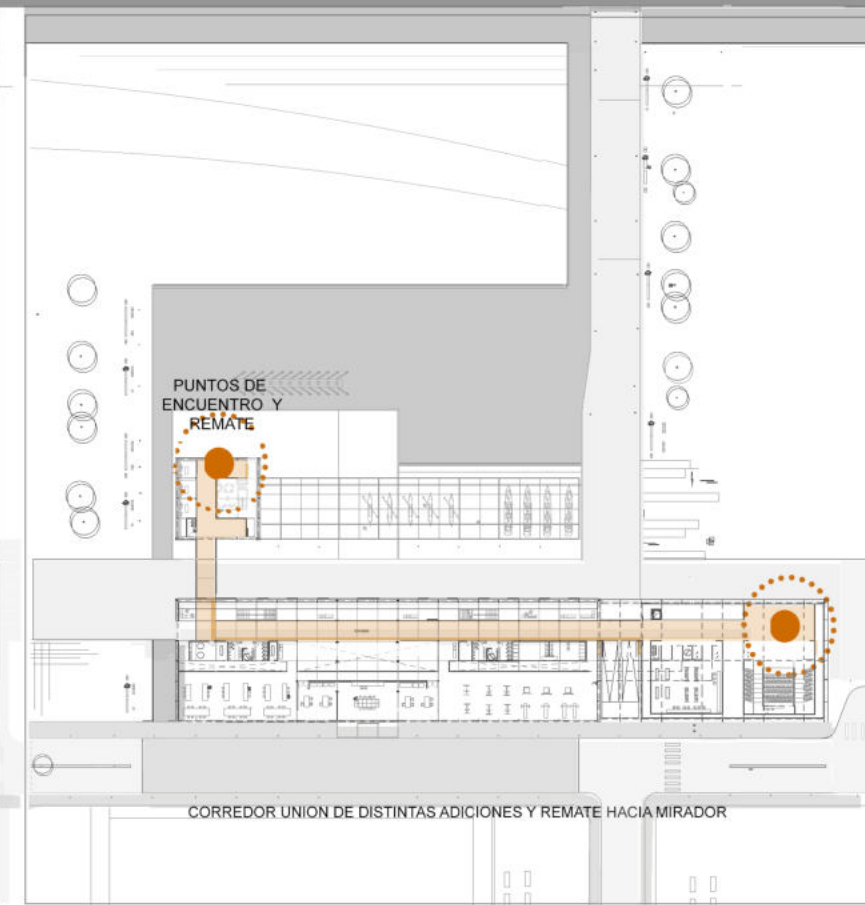 PUNTOS DE
ENCUENTRO Y
REMATE
CORREDOR UNION DE DISTINTAS ADICIONES Y REMATE HACIA MIRADOR